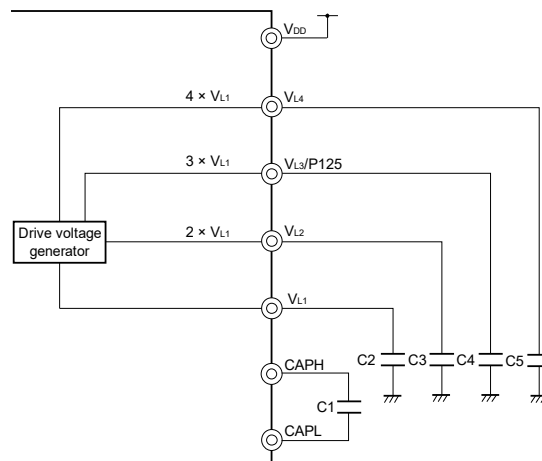 VDD
4 × VL1
VL4
3 × VL1
VL3/P125
Drive voltage
generator
2 × VL1
VL2
VL1
C2
C3
C4
C5
CAPH
C1
CAPL